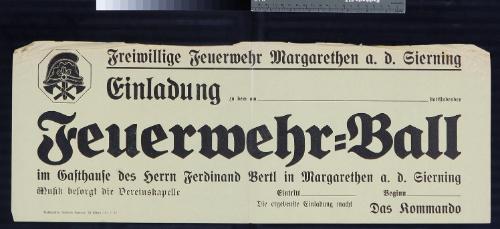 Freiwillige Feuerwehr Margarethen a. d. Sierning
Einladung zu dem am stattfindenden
Feuerwehr=Ball
im Gasthause des Herrn Ferdinand Bertl in Margarethen a. d. Sierning
Musik besorgt die Vereinskapelle Eintritt Beginn
Die ergebenste Einladung macht Das Kommando